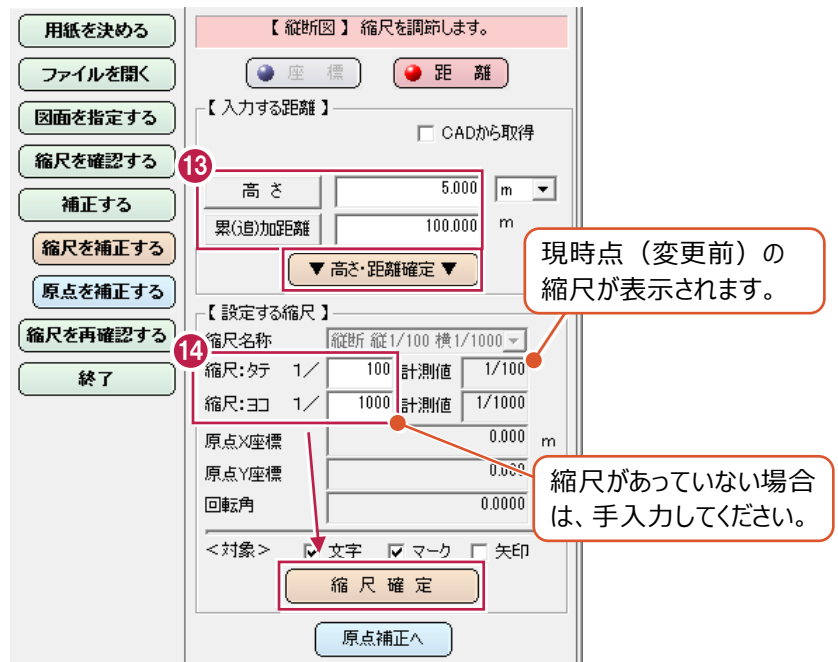 用紙を決める
ファイルを開く
図面を指定する
縮尺を確認する
補正する
縮尺を補正する
原点を補正する
縮尺を再確認する
終了
【 縦断図 】 縮尺を調節します。
座 標
距 離
【 入力する距離 】
CADから取得
13
高 さ 5.000 m
累(追)加距離 100.000 m
▼ 高さ・距離確定 ▼
現時点（変更前）の
縮尺が表示されます。
【 設定する縮尺 】
縮尺名称 縦断 縦1/100 横1/1000
14
縮尺:タテ 1／ 100 計測値 1/100
縮尺:ヨコ 1／ 1000 計測値 1/1000
原点X座標 0.000 m
原点Y座標 0.000
回転角 0.0000
縮尺があっていない場合
は、手入力してください。
＜対象＞ 文字 マーク 矢印
縮 尺 確 定
原点補正へ